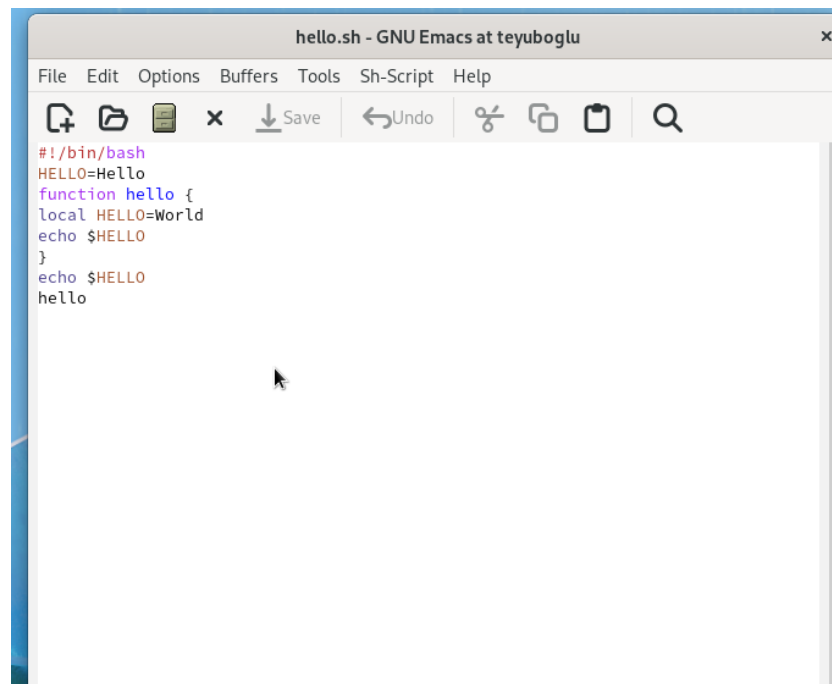 hello.sh - GNU Emacs at teyuboglu
File Edit Options Buffers Tools Sh-Script Help
Save Undo
#!/bin/bash
HELLO=Hello
function hello {
local HELLO=World
echo $HELLO
}
echo $HELLO
hello